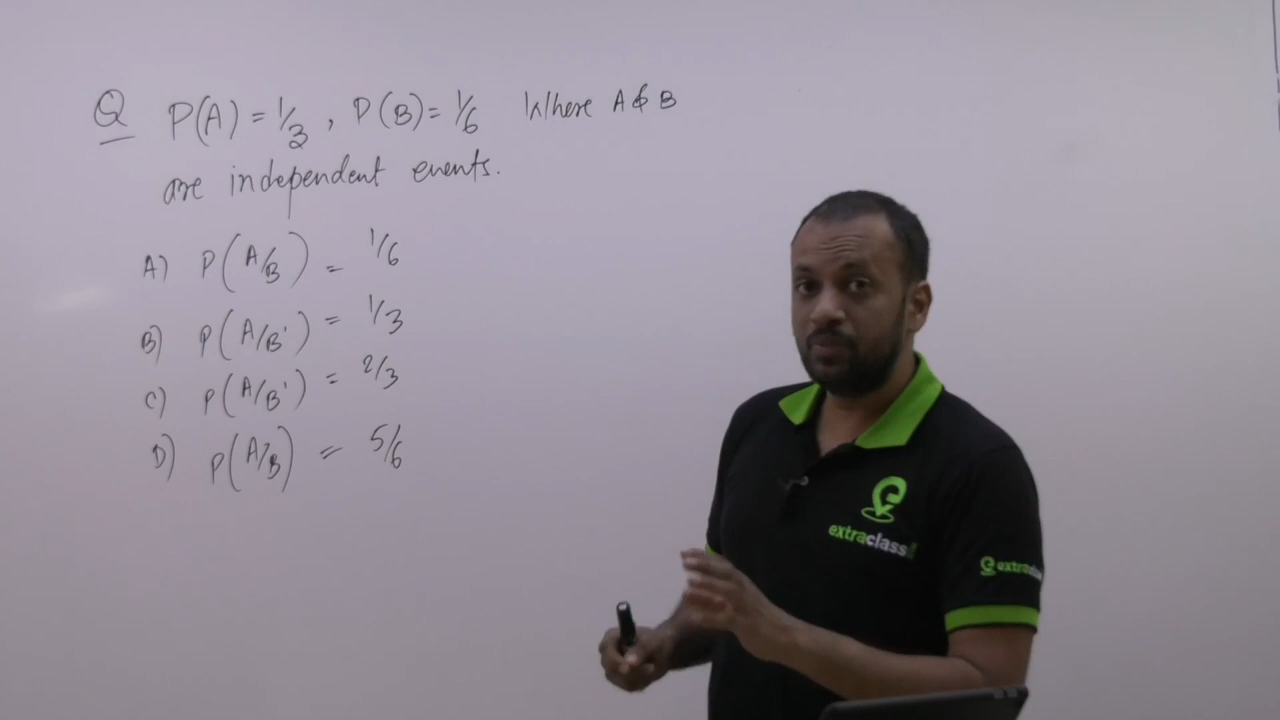 Q P(A) = 1/3 , P(B) = 1/6 Where A & B
are independent events.
A) P(A/B) = 1/6
B) P(A/B') = 1/3
C) P(A/B') = 2/3
D) P(A'/B) = 5/6
extraclass
extraclass